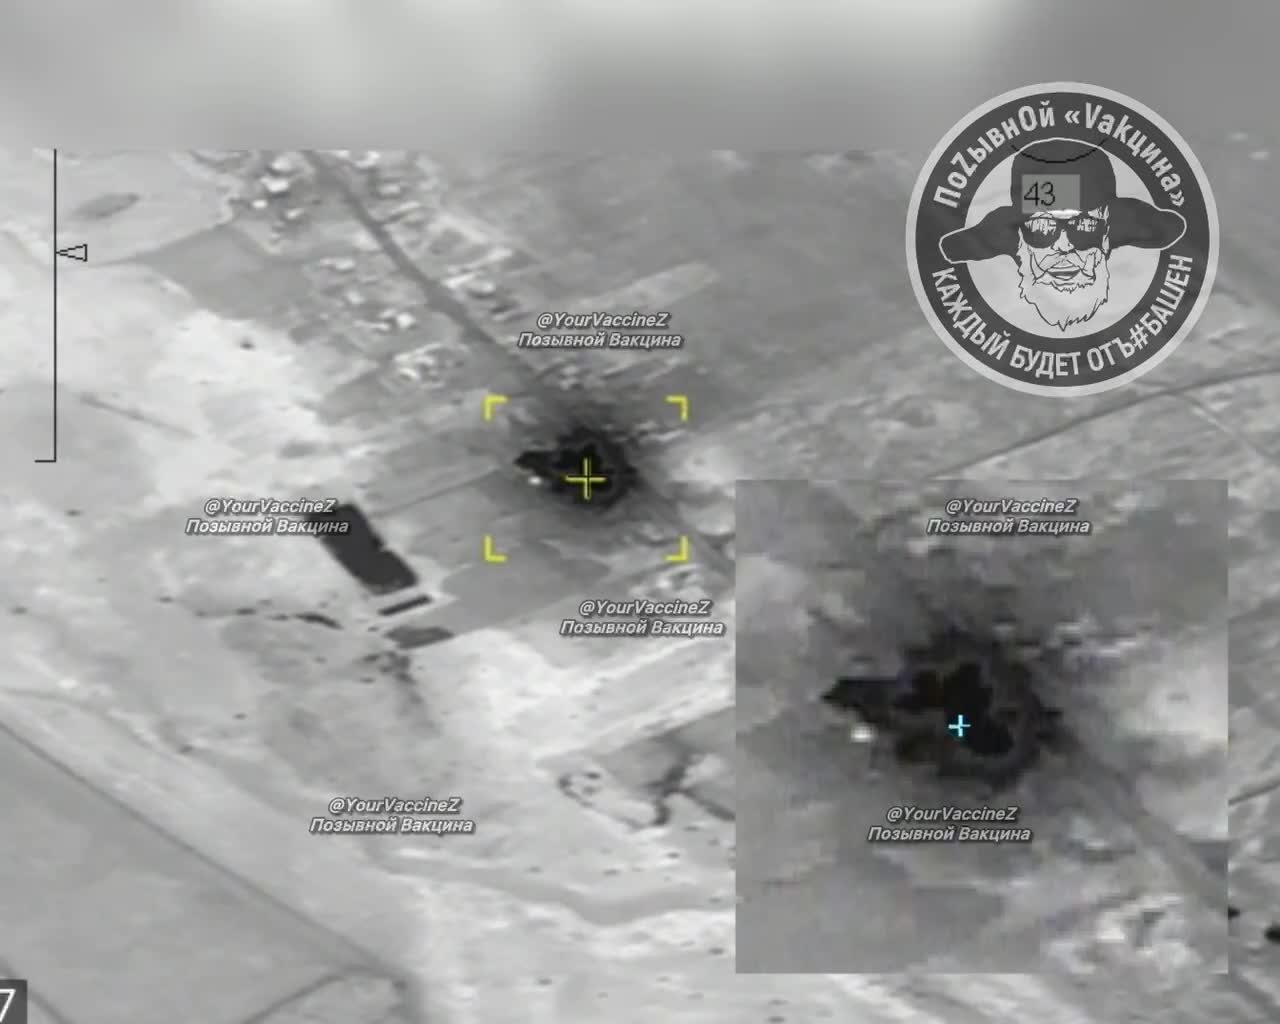 ПоZывнОй «Vakцина»
43
КАЖДЫЙ БУДЕТ ОТЪ#БАШЕН
@YourVaccineZ
Позывной Вакцина
@YourVaccineZ
Позывной Вакцина
@YourVaccineZ
Позывной Вакцина
@YourVaccineZ
Позывной Вакцина
@YourVaccineZ
Позывной Вакцина
@YourVaccineZ
Позывной Вакцина
7